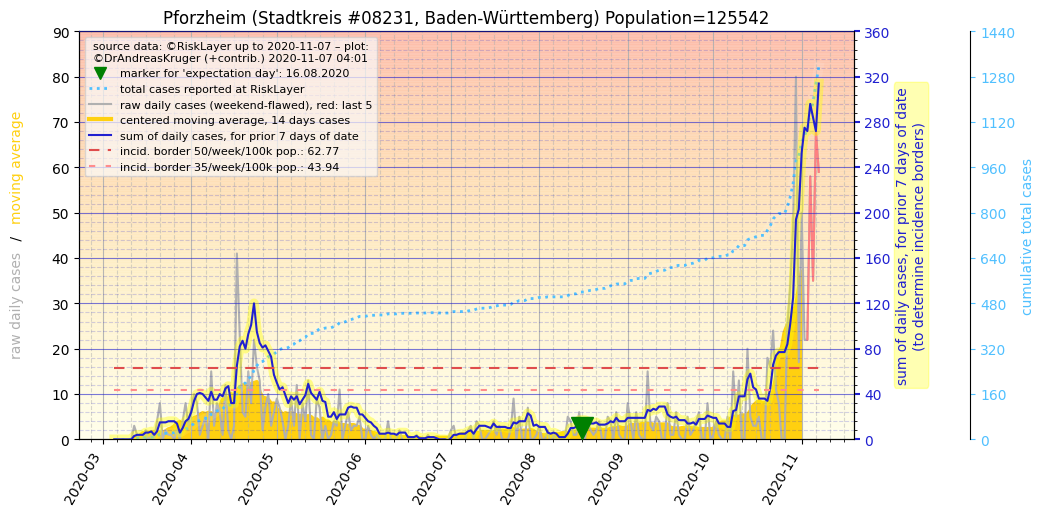 Pforzheim (Stadtkreis #08231, Baden-Württemberg) Population=125542
source data: ©RiskLayer up to 2020-11-07 – plot:
©DrAndreasKruger (+contrib.) 2020-11-07 04:01
marker for 'expectation day': 16.08.2020
total cases reported at RiskLayer
raw daily cases (weekend-flawed), red: last 5
centered moving average, 14 days cases
sum of daily cases, for prior 7 days of date
incid. border 50/week/100k pop.: 62.77
incid. border 35/week/100k pop.: 43.94
raw daily cases / moving average
90
80
70
60
50
40
30
20
10
0
360
320
280
240
200
160
120
80
40
0
sum of daily cases, for prior 7 days of date
(to determine incidence borders)
1440
1280
1120
960
800
640
480
320
160
0
cumulative total cases
2020-03
2020-04
2020-05
2020-06
2020-07
2020-08
2020-09
2020-10
2020-11